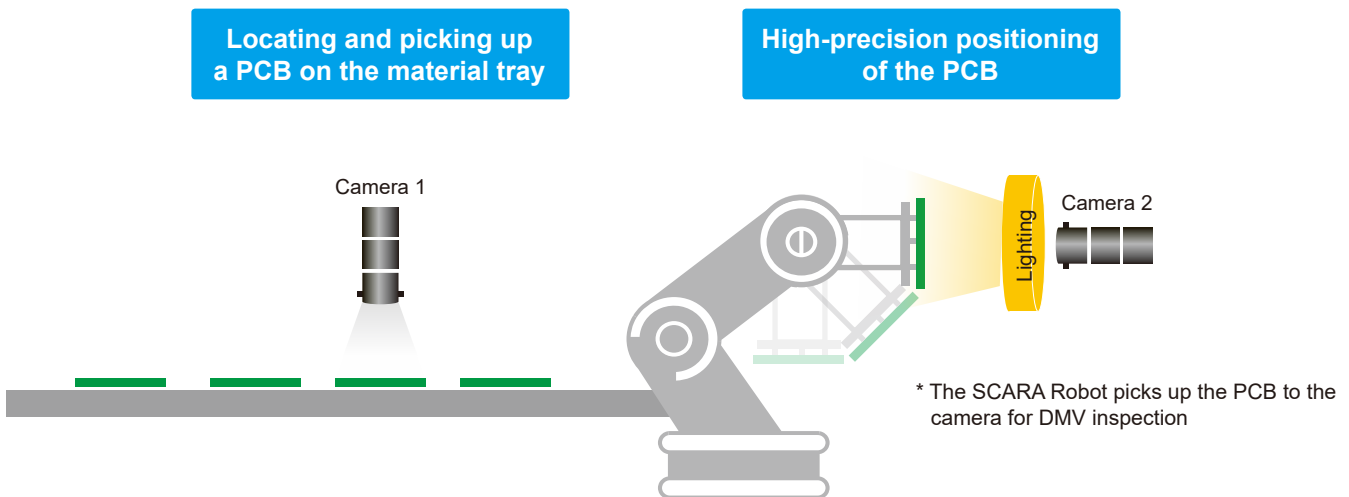 Locating and picking up
a PCB on the material tray
High-precision positioning
of the PCB
Camera 1
Camera 2
Lighting
* The SCARA Robot picks up the PCB to the
camera for DMV inspection